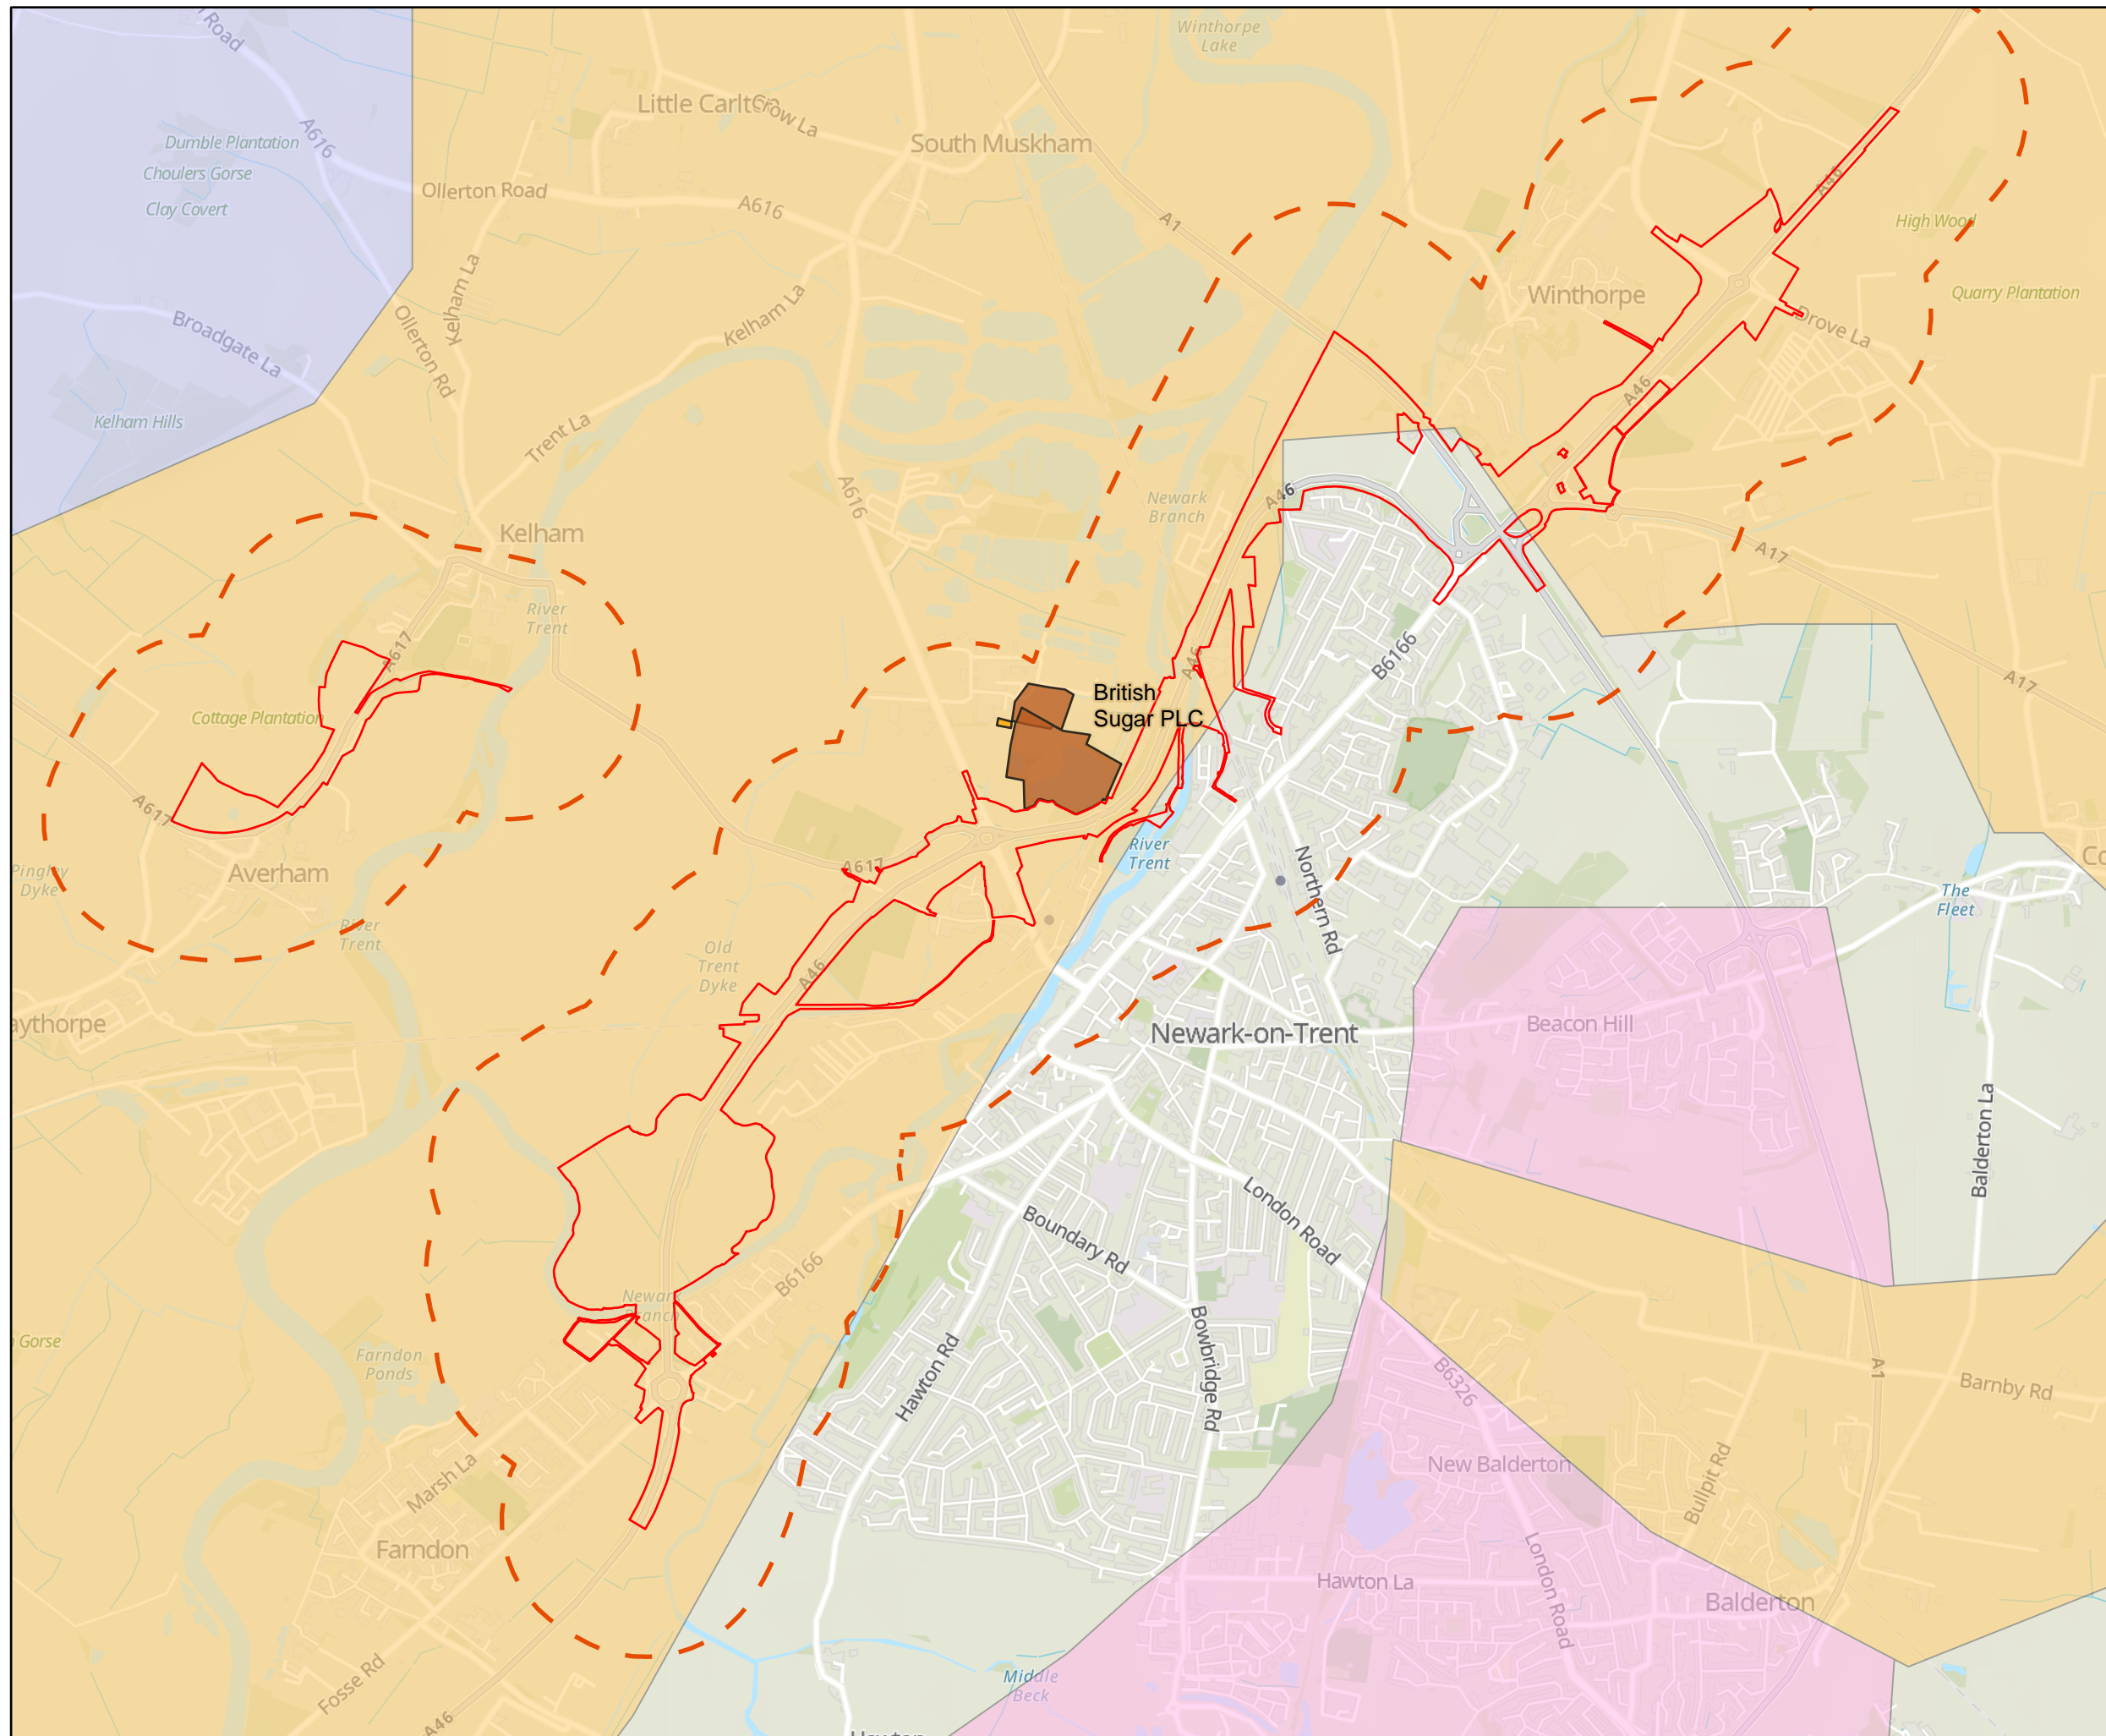 Road
Winthorpe
Lake
Little Carlton
Crow La
A616
Dumble Plantation
South Muskham
Choulers Gorse
Ollerton Road
A616
Clay Covert
A1
A46
High Wood
Kelham La
Winthorpe
Quarry Plantation
Broadgate La
Ollerton Rd
Kelham La
Drove La
A46
Kelham Hills
Trent La
A616
Newark
Branch
A46
Kelham
A17
River
Trent
A617
B6166
A46
A17
British
Sugar PLC
Cottage Plantation
A617
River
Trent
A617
Northern Rd
Averham
Pingley
Dyke
The
Fleet
River
Trent
Old
Trent
Dyke
A46
aythorpe
Newark-on-Trent
Beacon Hill
Balderton La
London Road
Boundary Rd
B6166
Newark
Branch
Gorse
Farndon
Ponds
Hawton Rd
Bowbridge Rd
B6326
A1
Barnby Rd
Marsh La
New Balderton
Bullpit Rd
Farndon
London Road
Hawton La
Balderton
Fosse Rd
Middle
Beck
A46